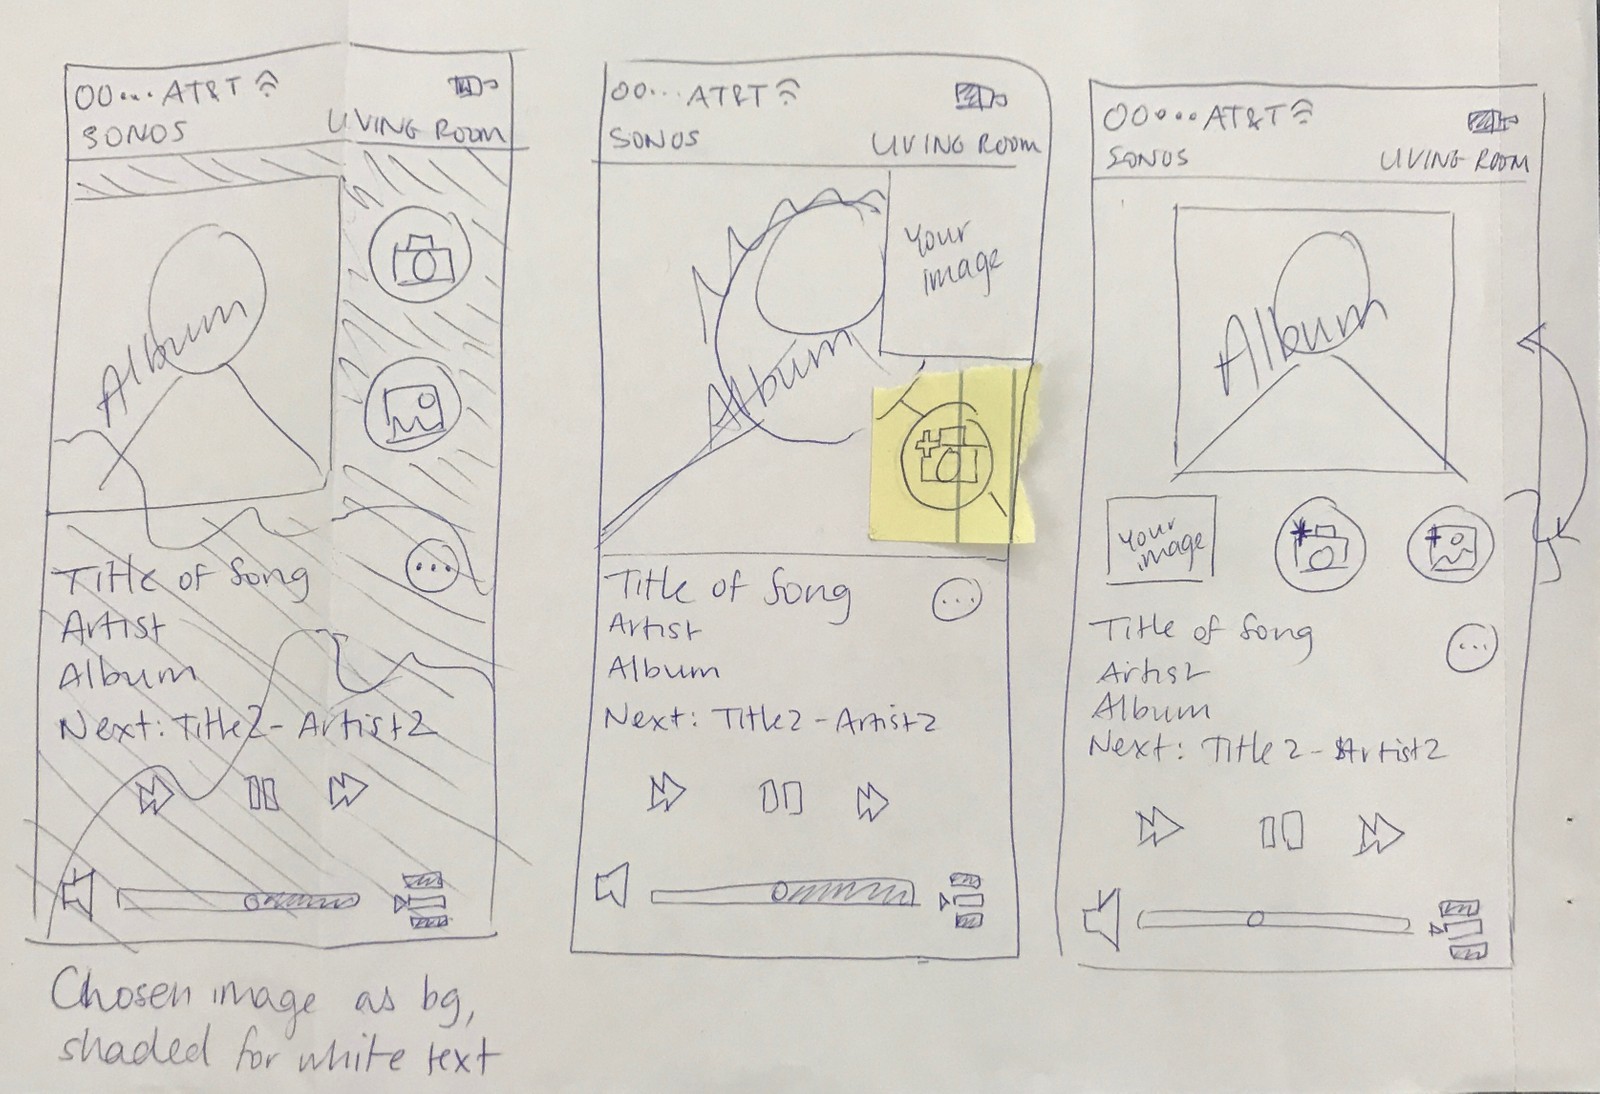 OO... AT&T
SONOS LIVING ROOM
Album
Title of Song
...
Artist
Album
Next: Title2 - Artist2
Chosen image as bg,
shaded for white text
OO... AT&T
SONOS LIVING ROOM
Your
image
Album
+
Title of Song
...
Artist
Album
Next: Title2 - Artist2
OO... AT&T
SONOS LIVING ROOM
Album
Your
image
+
Title of Song
...
Artist
Album
Next: Title2 - Artist2